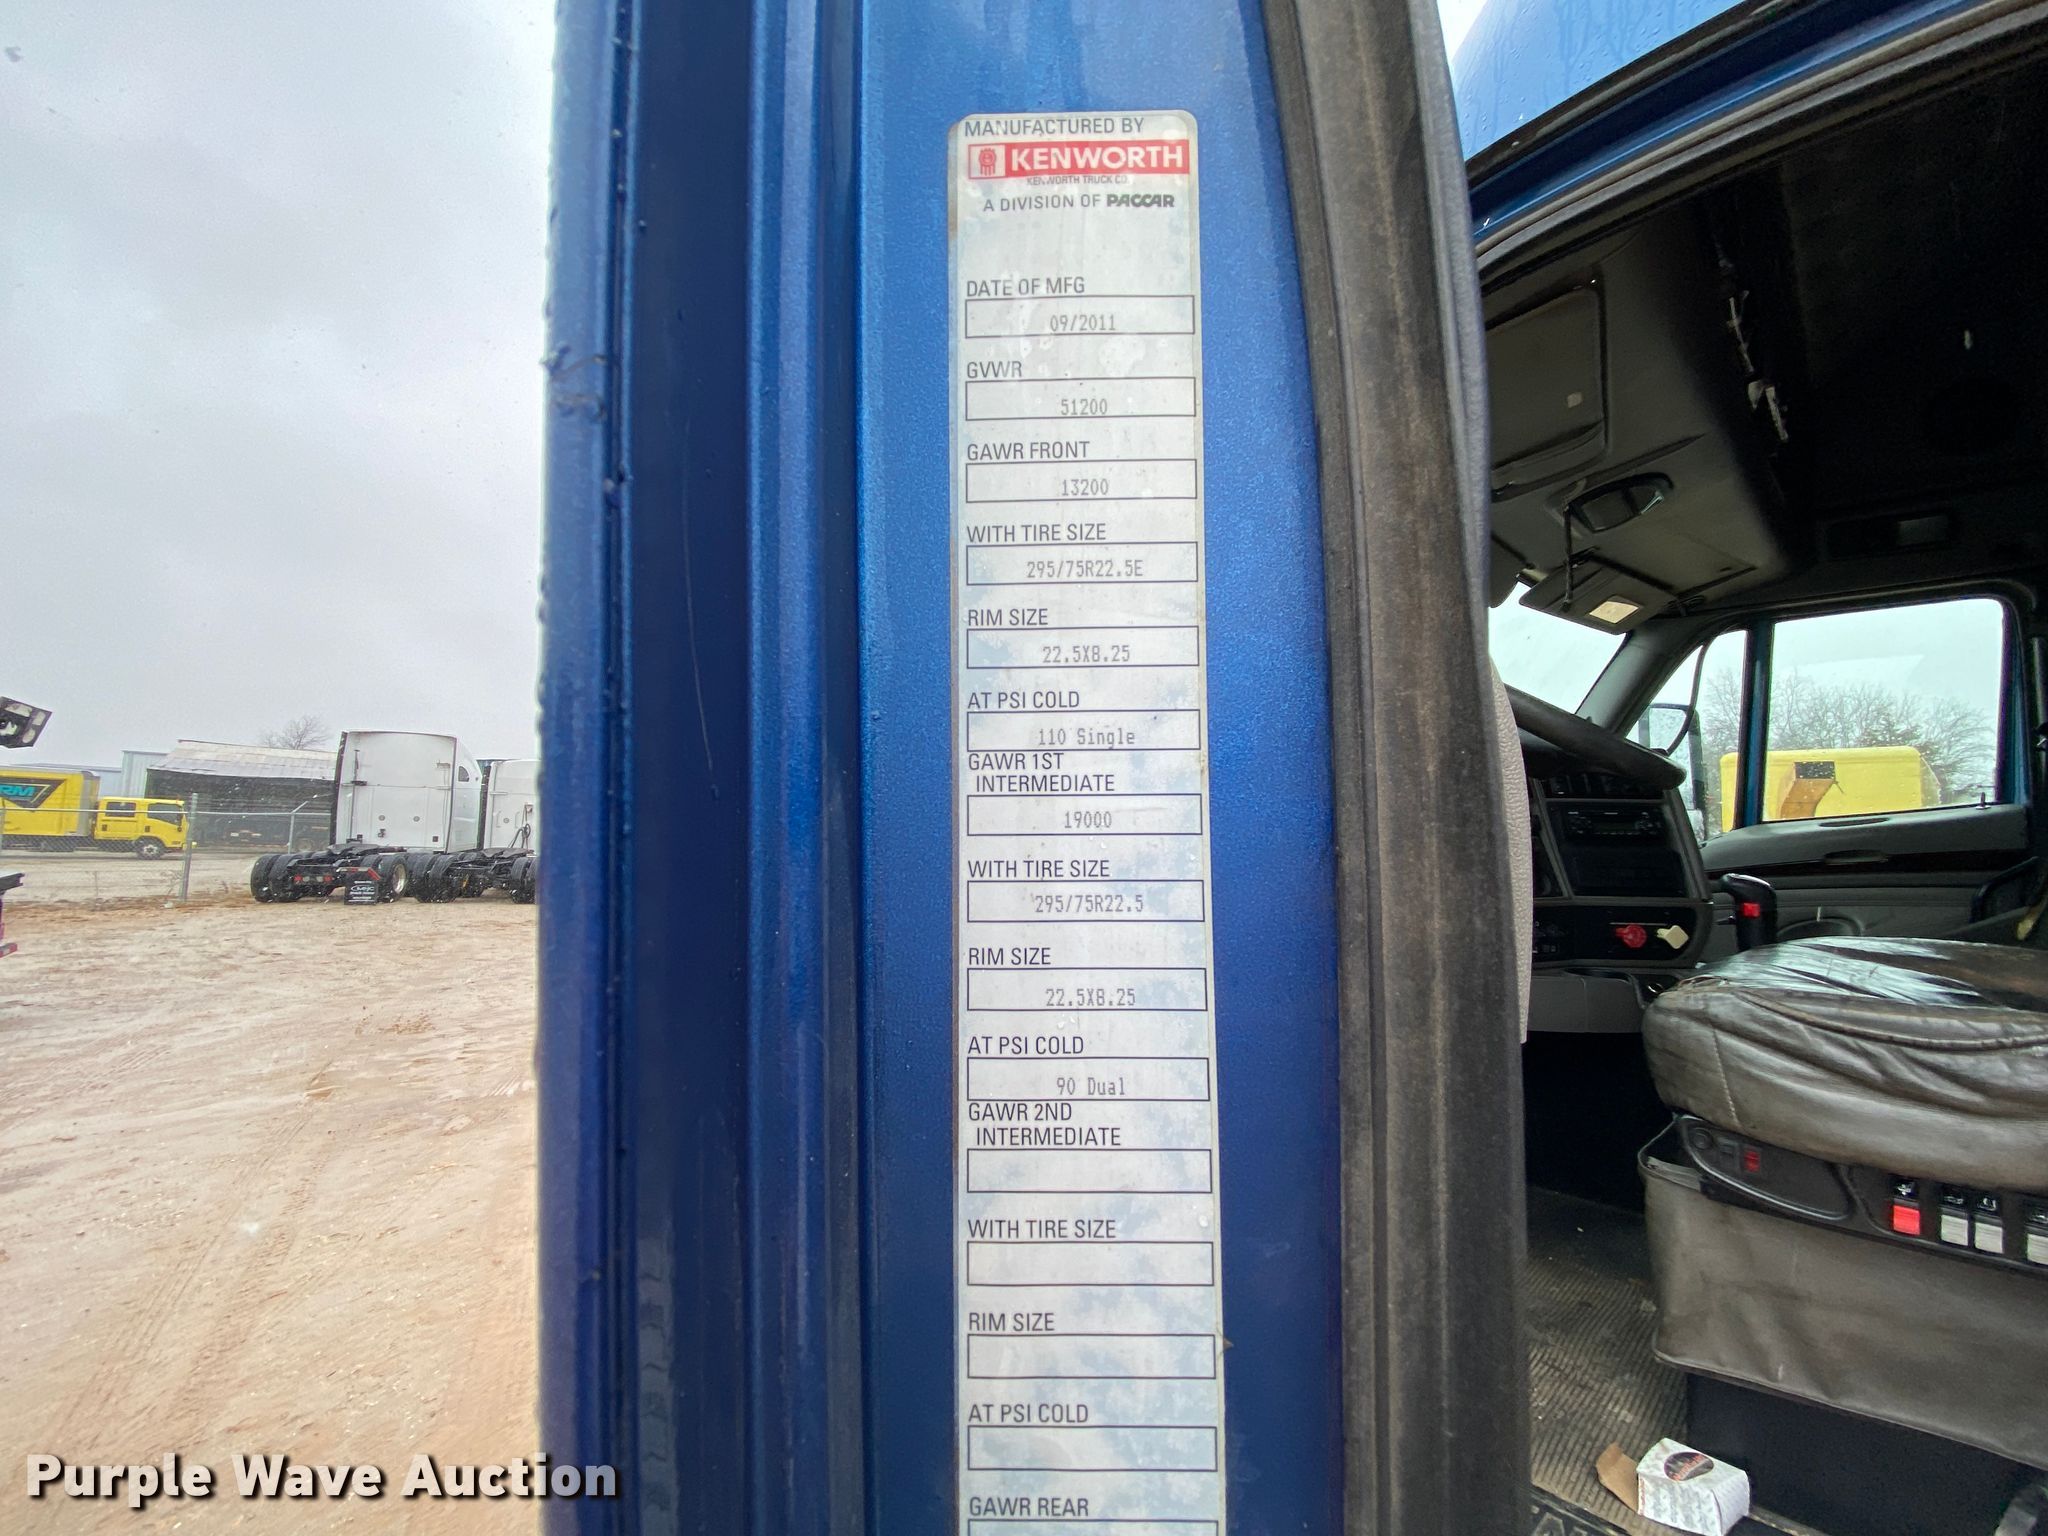 MANUFACTURED BY
KENWORTH
KENWORTH TRUCK CO.
A DIVISION OF PACCAR
DATE OF MFG
09/2011
GVWR
51200
GAWR FRONT
13200
WITH TIRE SIZE
295/75R22.5E
RIM SIZE
22.5X8.25
AT PSI COLD
110 Single
GAWR 1ST
INTERMEDIATE
19000
WITH TIRE SIZE
295/75R22.5
RIM SIZE
22.5X8.25
AT PSI COLD
90 Dual
GAWR 2ND
INTERMEDIATE
WITH TIRE SIZE
RIM SIZE
AT PSI COLD
GAWR REAR
Purple Wave Auction